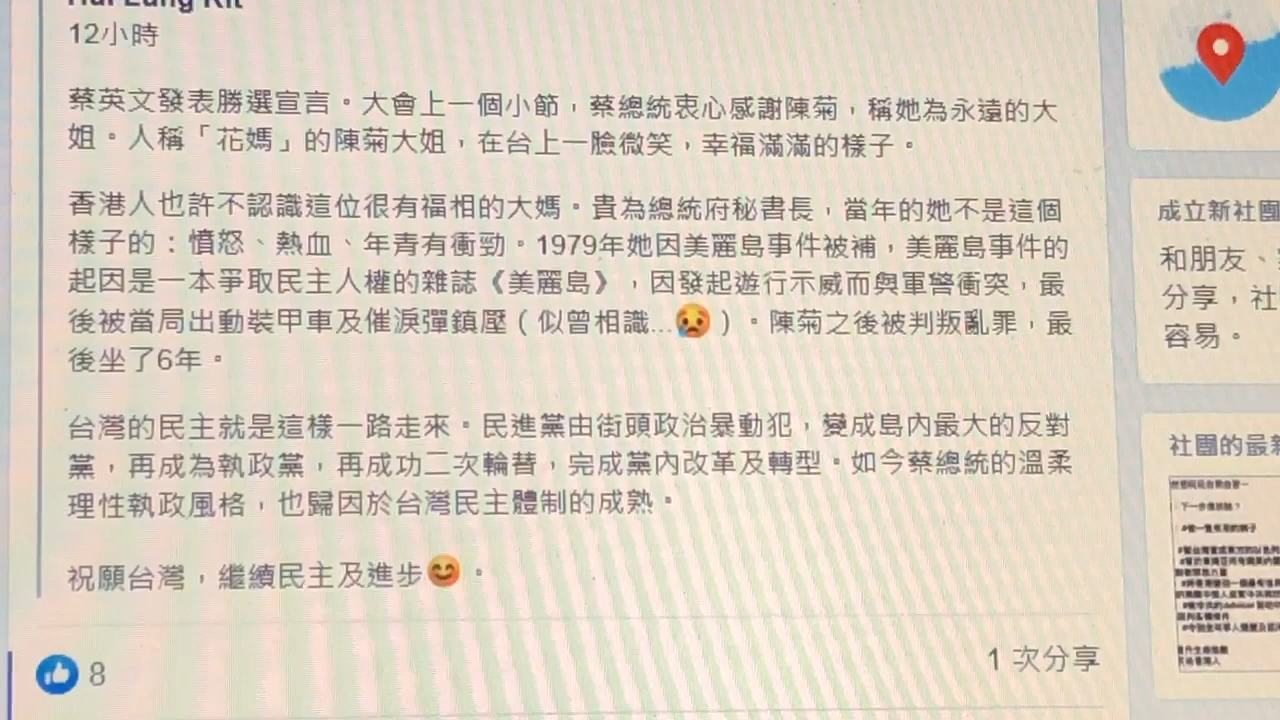 12小時
蔡英文發表勝選宣言。大會上一個小節，蔡總統衷心感謝陳菊，稱她為永遠的大
姐。人稱「花媽」的陳菊大姐，在台上一臉微笑，幸福滿滿的樣子。
香港人也許不認識這位很有福相的大媽。貴為總統府秘書長，當年的她不是這個
樣子的：憤怒、熱血、年青有衝勁。1979年她因美麗島事件被補，美麗島事件的
起因是一本爭取民主人權的雜誌《美麗島》，因發起遊行示威而與軍警衝突，最
後被當局出動裝甲車及催淚彈鎮壓（似曾相識...😢）。陳菊之後被判叛亂罪，最
後坐了6年。
台灣的民主就是這樣一路走來。民進黨由街頭政治暴動犯，變成島內最大的反對
黨，再成為執政黨，再成功二次輪替，完成黨內改革及轉型。如今蔡總統的溫柔
理性執政風格，也歸因於台灣民主體制的成熟。
祝願台灣，繼續民主及進步😊。
8
1 次分享
成立新社團
和朋友、
分享，社
容易。
社團的最新